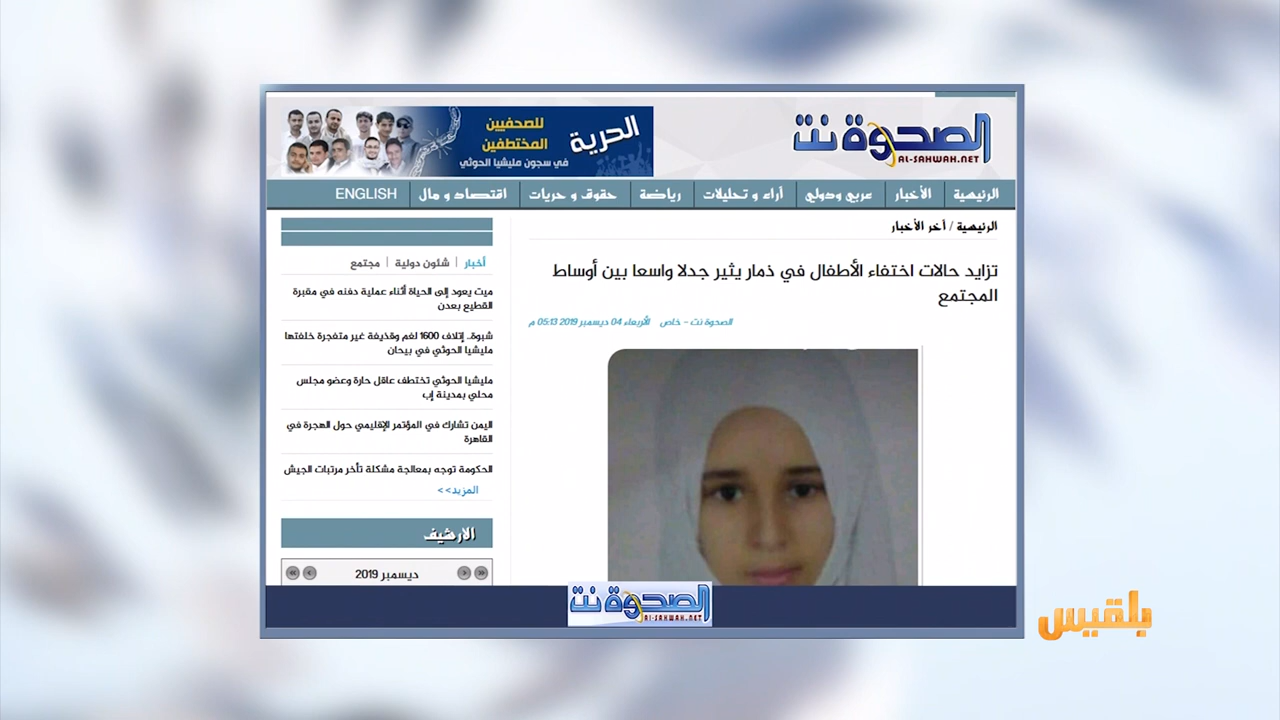 الحرية
للصحفيين
المختطفين
في سجون مليشيا الحوثي
الصحوة نت
AL-SAHWAH.NET
الرئيسية
الأخبار
عربي ودولي
آراء و تحليلات
رياضة
حقوق و حريات
اقتصاد و مال
ENGLISH
الرئيسية / آخر الأخبار
تزايد حالات اختفاء الأطفال في ذمار يثير جدلا واسعا بين أوساط
المجتمع
الصحوة نت - خاص الأربعاء 04 ديسمبر 2019 05:13 م
أخبار | شئون دولية | مجتمع
ميت يعود إلى الحياة أثناء عملية دفنه في مقبرة
القطيع بعدن
شبوة.. إتلاف 1600 لغم وقذيفة غير متفجرة خلفتها
مليشيا الحوثي في بيحان
مليشيا الحوثي تختطف عاقل حارة وعضو مجلس
محلي بمدينة إب
اليمن تشارك في المؤتمر الإقليمي حول الهجرة في
القاهرة
الحكومة توجه بمعالجة مشكلة تأخر مرتبات الجيش
المزيد>>
الارشيف
ديسمبر 2019
الصحوة نت
AL-SAHWAH.NET
بلقيس